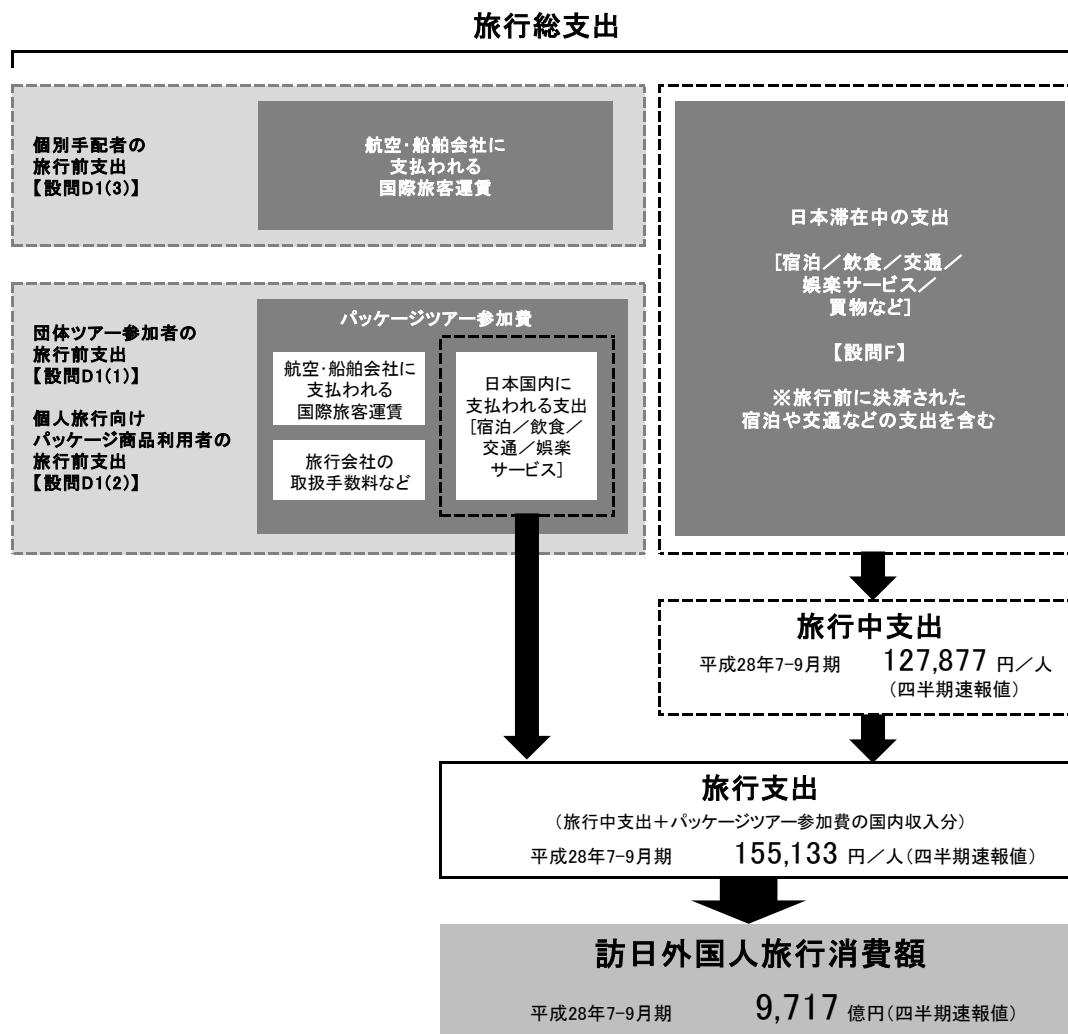 旅行総支出
個別手配者の
旅行前支出
【設問D1(3)】
航空・船舶会社に
支払われる
国際旅客運賃
団体ツアー参加者の
旅行前支出
【設問D1(1)】
個人旅行向け
パッケージ商品利用者の
旅行前支出
【設問D1(2)】
パッケージツアー参加費
航空・船舶会社に
支払われる
国際旅客運賃
旅行会社の
取扱手数料など
日本国内に
支払われる支出
[宿泊／飲食／
交通／娯楽
サービス]
日本滞在中の支出
[宿泊／飲食／交通／
娯楽サービス／
買物など]
【設問F】
※旅行前に決済された
宿泊や交通などの支出を含む
旅行中支出
平成28年7-9月期 127,877 円／人
(四半期速報値)
旅行支出
(旅行中支出＋パッケージツアー参加費の国内収入分)
平成28年7-9月期 155,133 円／人(四半期速報値)
訪日外国人旅行消費額
平成28年7-9月期 9,717 億円(四半期速報値)